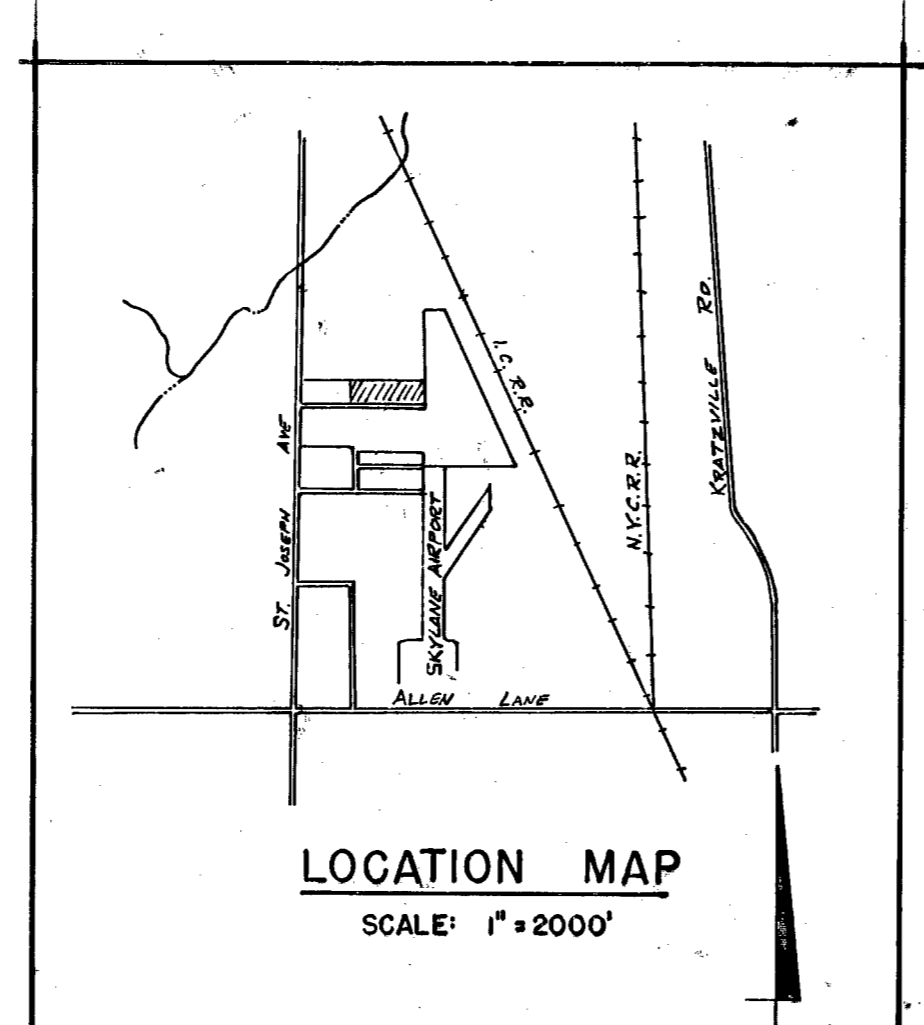 I.C. R.R.
KRATZVILLE RD.
ST. JOSEPH AVE
N.Y.C.R.R.
SKYLANE AIRPORT
ALLEN LANE
LOCATION MAP
SCALE: 1" = 2000'